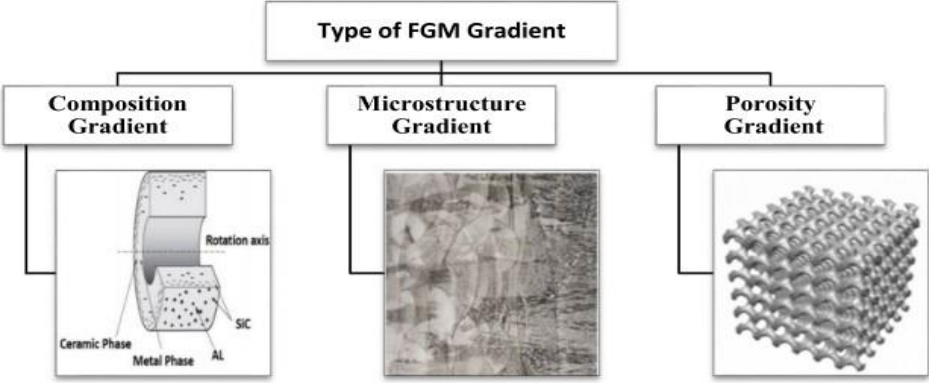 Type of FGM Gradient
Composition
Gradient
Microstructure
Gradient
Porosity
Gradient
Rotation axis
SiC
Ceramic Phase
Metal Phase
AL